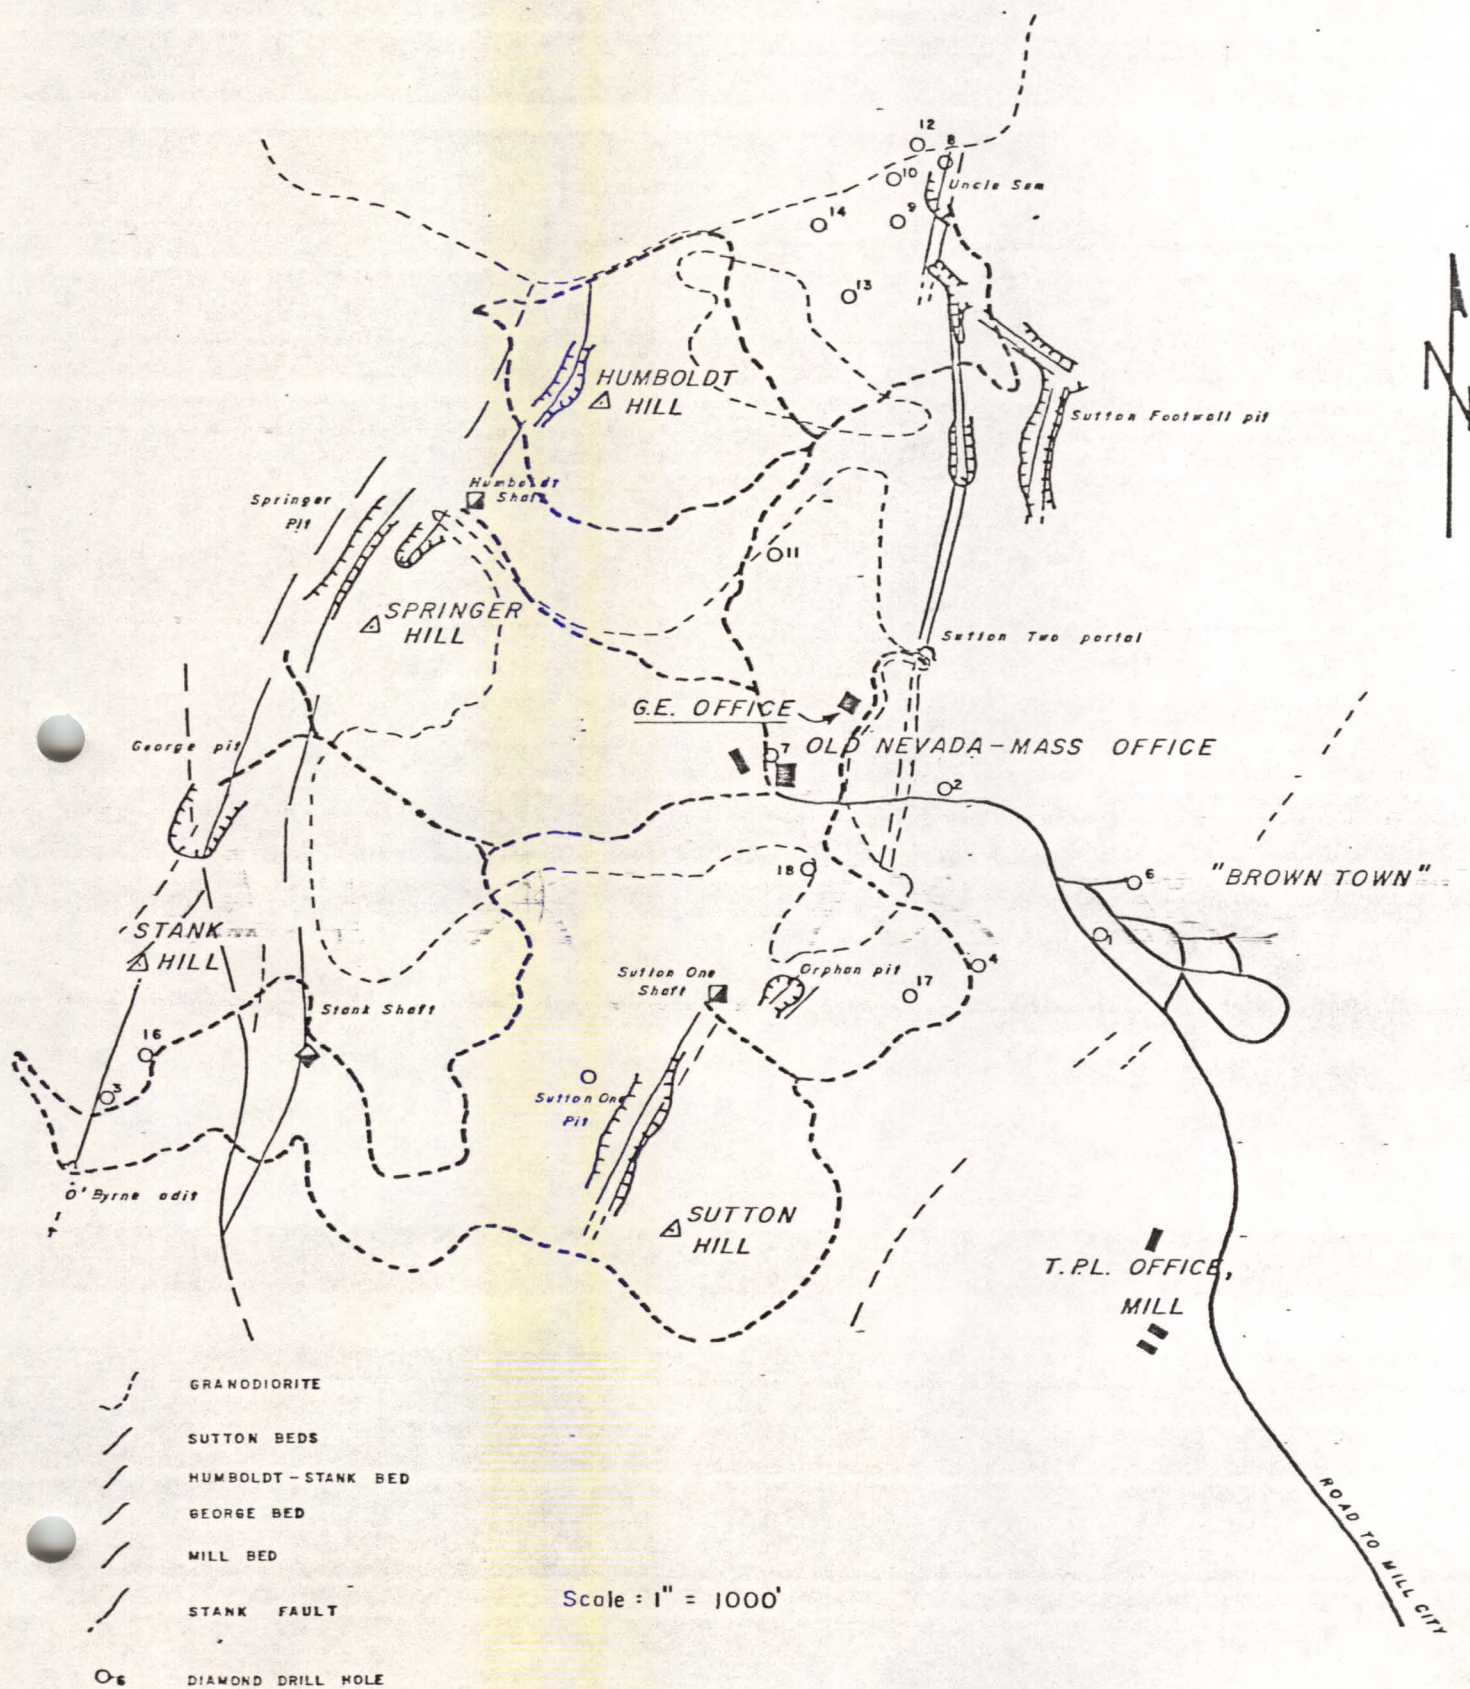 12
8
10
Uncle Sam
14
9
13
N
HUMBOLDT
HILL
Sutton Footwall pit
Humboldt
Shaft
Springer
Pit
11
SPRINGER
HILL
Sutton Two portal
G.E. OFFICE
George pit
7
OLD NEVADA-MASS OFFICE
2
18
6
"BROWN TOWN"
STANK
HILL
5
4
Sutton One
Shaft
Orphan pit
17
Stank Shaft
16
3
Sutton One
Pit
O'Byrne adit
SUTTON
HILL
T.P.L. OFFICE,
MILL
GRANODIORITE
SUTTON BEDS
HUMBOLDT-STANK BED
GEORGE BED
MILL BED
STANK FAULT
6 DIAMOND DRILL HOLE
Scale : 1" = 1000'
ROAD TO MILL CITY